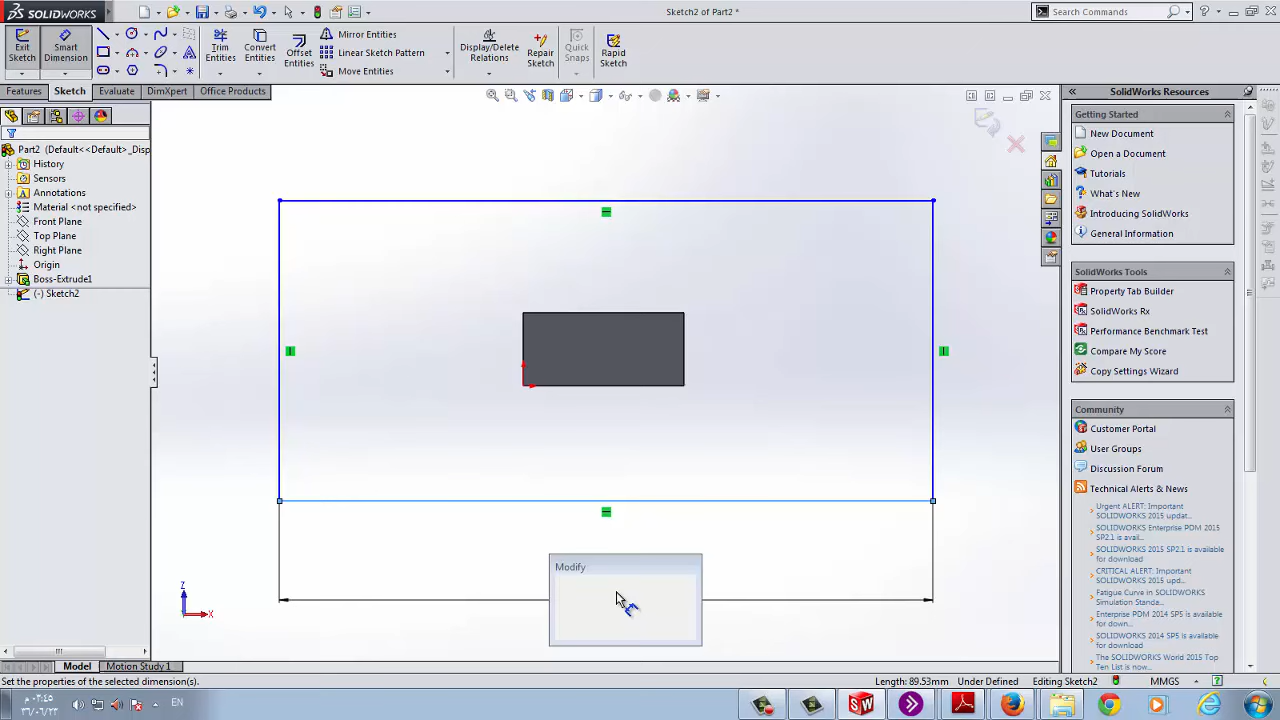 SOLIDWORKS
Sketch2 of Part2 *
Search Commands
Exit Sketch
Smart Dimension
Trim Entities
Convert Entities
Offset Entities
Mirror Entities
Linear Sketch Pattern
Move Entities
Display/Delete Relations
Repair Sketch
Quick Snaps
Rapid Sketch
Features
Sketch
Evaluate
DimXpert
Office Products
Part2 (Default<<Default>_Disp
History
Sensors
Annotations
Material <not specified>
Front Plane
Top Plane
Right Plane
Origin
Boss-Extrude1
(-) Sketch2
Modify
Z
X
SolidWorks Resources
Getting Started
New Document
Open a Document
Tutorials
What's New
Introducing SolidWorks
General Information
SolidWorks Tools
Property Tab Builder
SolidWorks Rx
Performance Benchmark Test
Compare My Score
Copy Settings Wizard
Community
Customer Portal
User Groups
Discussion Forum
Technical Alerts & News
Urgent ALERT: Important
SOLIDWORKS 2015 updat...
SOLIDWORKS Enterprise PDM 2015
SP2.1 is avail...
SOLIDWORKS 2015 SP2.1 is available
for download
CRITICAL ALERT: Important
SOLIDWORKS 2015 updat...
Fatigue Curve in SOLIDWORKS
Simulation Standa...
Enterprise PDM 2014 SP5 is available
for down...
SOLIDWORKS 2014 SP5 is available
for download
The SOLIDWORKS World 2015 Top
Ten List is now...
Model
Motion Study 1
Set the properties of the selected dimension(s).
Length: 89.53mm
Under Defined
Editing Sketch2
MMGS
م ٠٢:٤٥
٣٦/٠٦/٢٣
EN